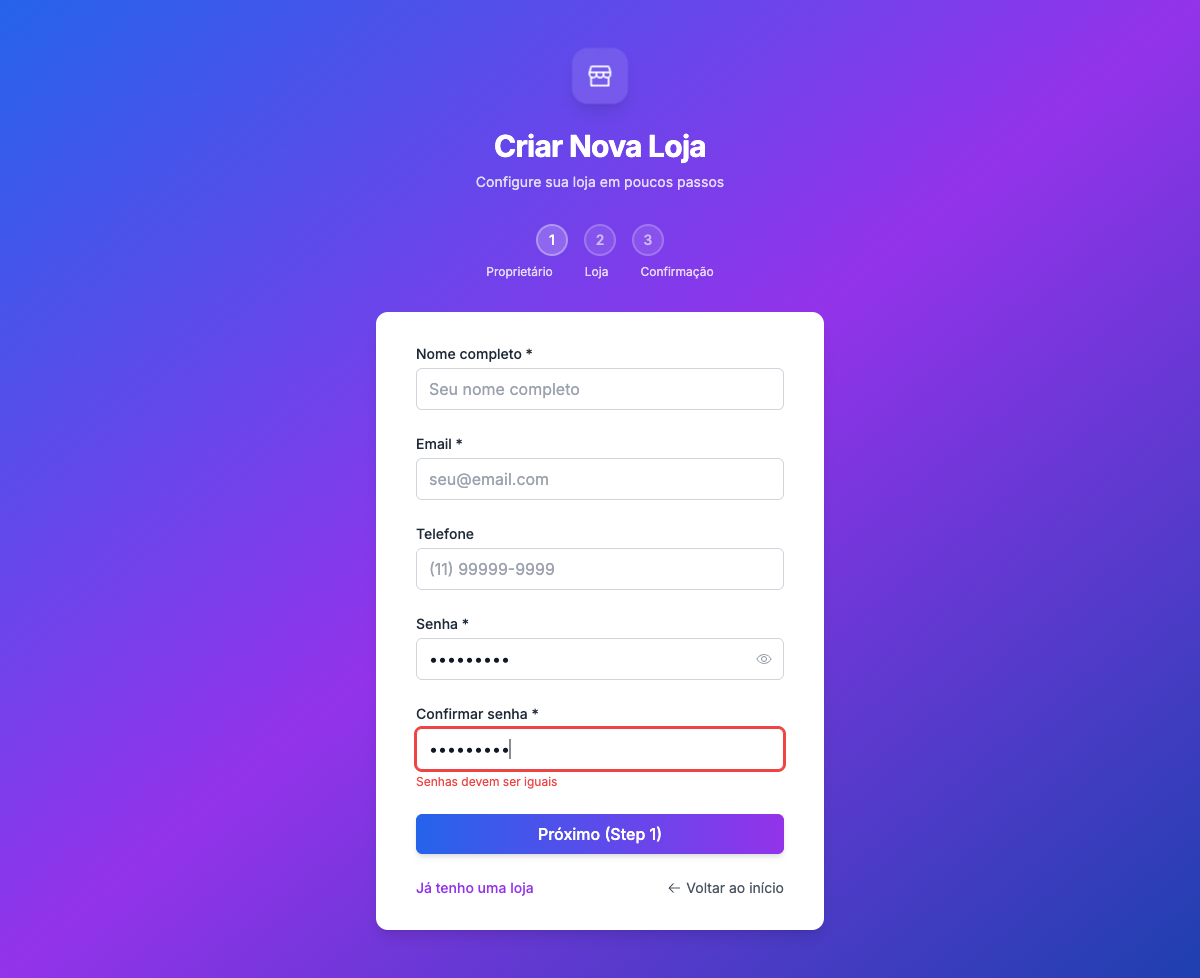 Criar Nova Loja
Configure sua loja em poucos passos
1 2 3
Proprietário Loja Confirmação
Nome completo *
Seu nome completo
Email *
seu@email.com
Telefone
(11) 99999-9999
Senha *
•••••••••
Confirmar senha *
•••••••••
Senhas devem ser iguais
Próximo (Step 1)
Já tenho uma loja ← Voltar ao início